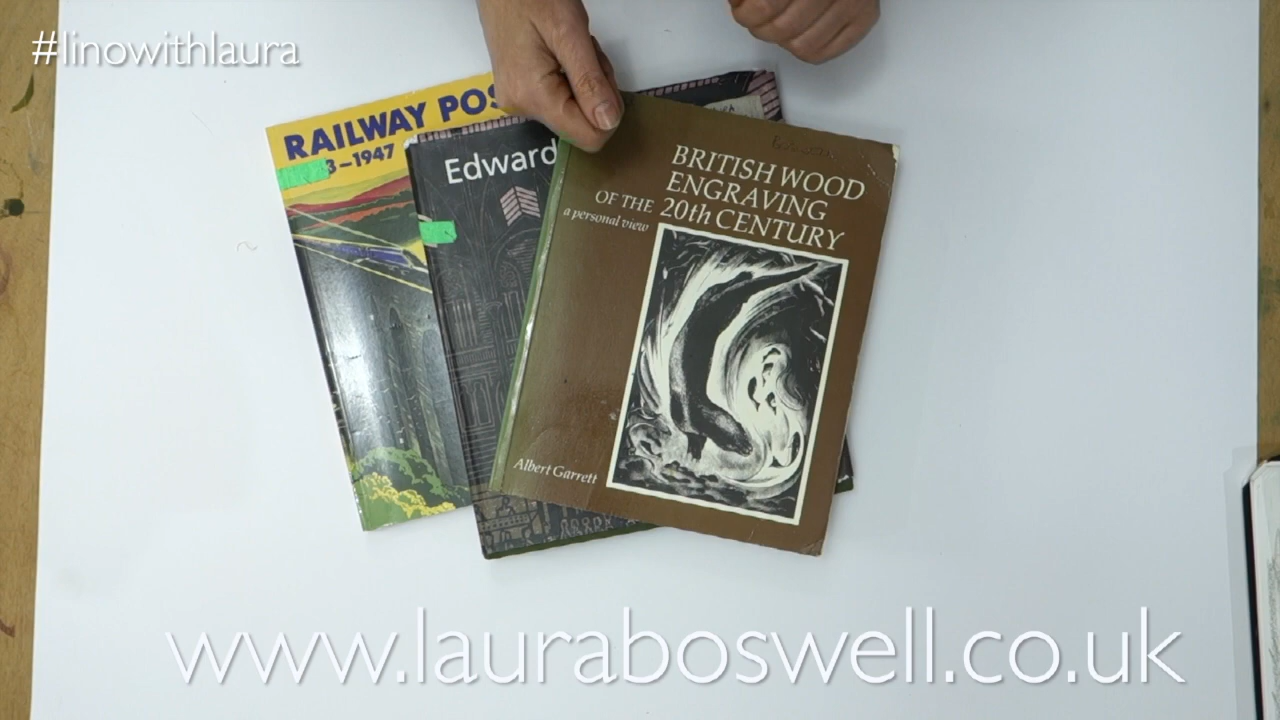 #linowithlaura
RAILWAY POS
3–1947
Edward
BRITISH WOOD
ENGRAVING
OF THE 20th CENTURY
a personal view
Albert Garrett
www.lauraboswell.co.uk